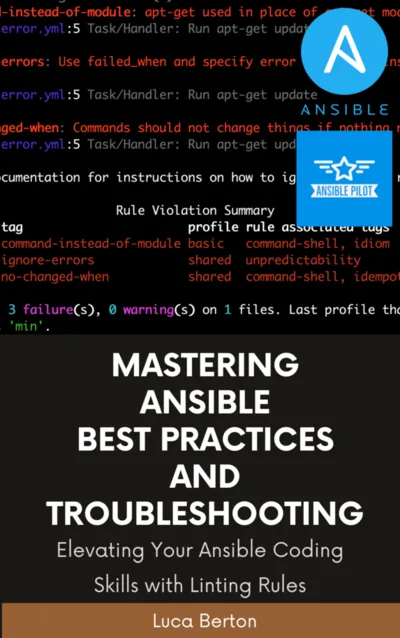 -instead-of-module: apt-get used in place of
error.yml:5 Task/Handler: Run apt-get update
errors: Use failed_when and specify error
error.yml:5 Task/Handler: Run apt-get update
ANSIBLE
ged-when: Commands should not change things if nothing
error.yml:5 Task/Handler: Run apt-get
ANSIBLE PILOT
ocumentation for instructions on how to
Rule Violation Summary
tag profile rule associated tags
command-instead-of-module basic command-shell, idiom
ignore-errors shared unpredictability
no-changed-when shared command-shell, idempot
3 failure(s), 0 warning(s) on 1 files. Last profile tha
'min'.
MASTERING
ANSIBLE
BEST PRACTICES
AND
TROUBLESHOOTING
Elevating Your Ansible Coding
Skills with Linting Rules
Luca Berton